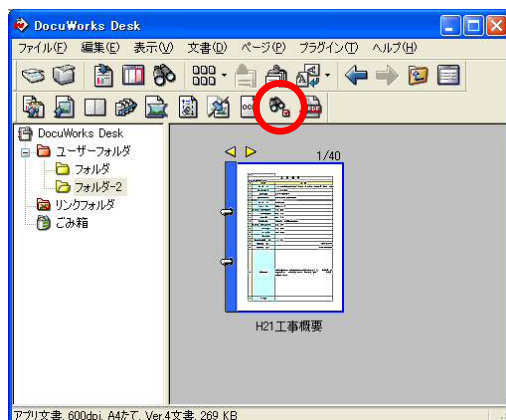 DocuWorks Desk
ファイル(F) 編集(E) 表示(V) 文書(D) ページ(P) プラグイン(T) ヘルプ(H)
DocuWorks Desk
ユーザーフォルダ
フォルダ
フォルダ-2
リンクフォルダ
ごみ箱
1/40
H21工事概要
アプリ文書, 600dpi, A4たて, Ver.4文書, 269 KB